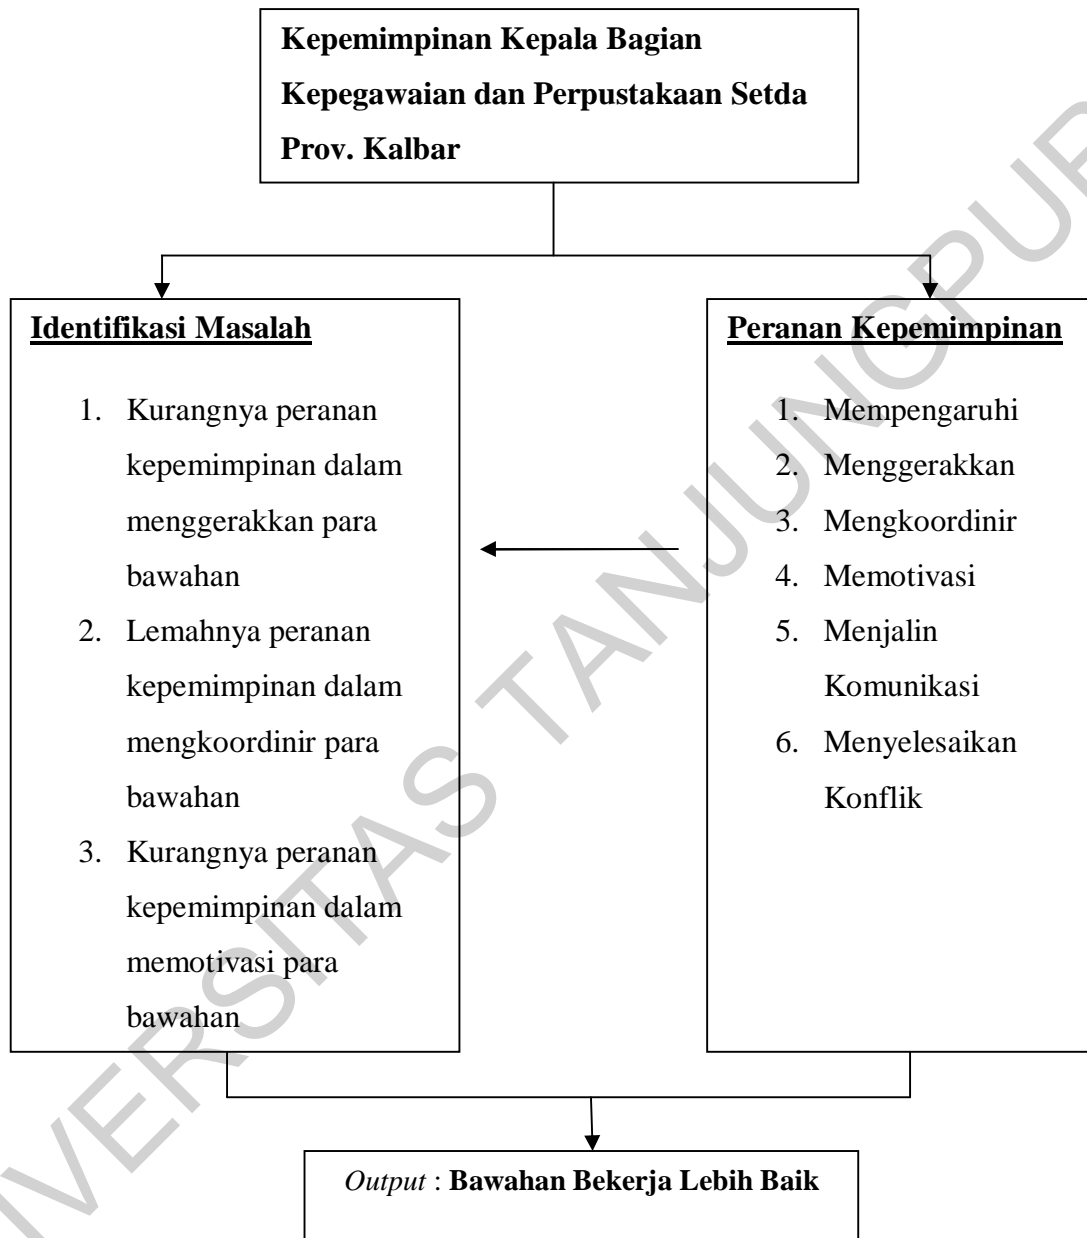 Kepemimpinan Kepala Bagian
Kepegawaian dan Perpustakaan Setda
Prov. Kalbar
Identifikasi Masalah
1. Kurangnya peranan
kepemimpinan dalam
menggerakkan para
bawahan
2. Lemahnya peranan
kepemimpinan dalam
mengkoordinir para
bawahan
3. Kurangnya peranan
kepemimpinan dalam
memotivasi para
bawahan
Peranan Kepemimpinan
1. Mempengaruhi
2. Menggerakkan
3. Mengkoordinir
4. Memotivasi
5. Menjalin
Komunikasi
6. Menyelesaikan
Konflik
Output : Bawahan Bekerja Lebih Baik
IVERSITAS TANJUNGPUR